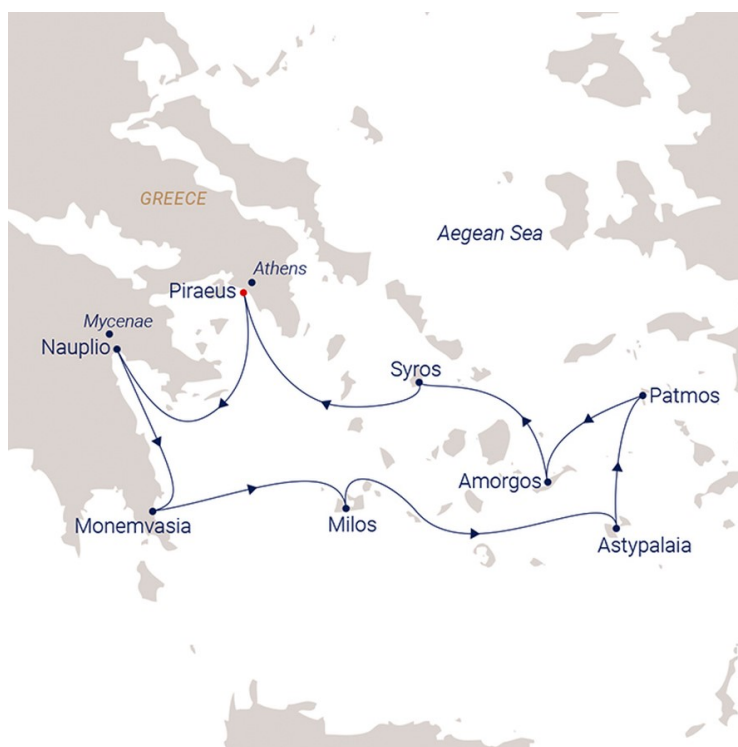 GREECE
Aegean Sea
Athens
Piraeus
Mycenae
Nauplio
Syros
Patmos
Amorgos
Monemvasia
Milos
Astypalaia